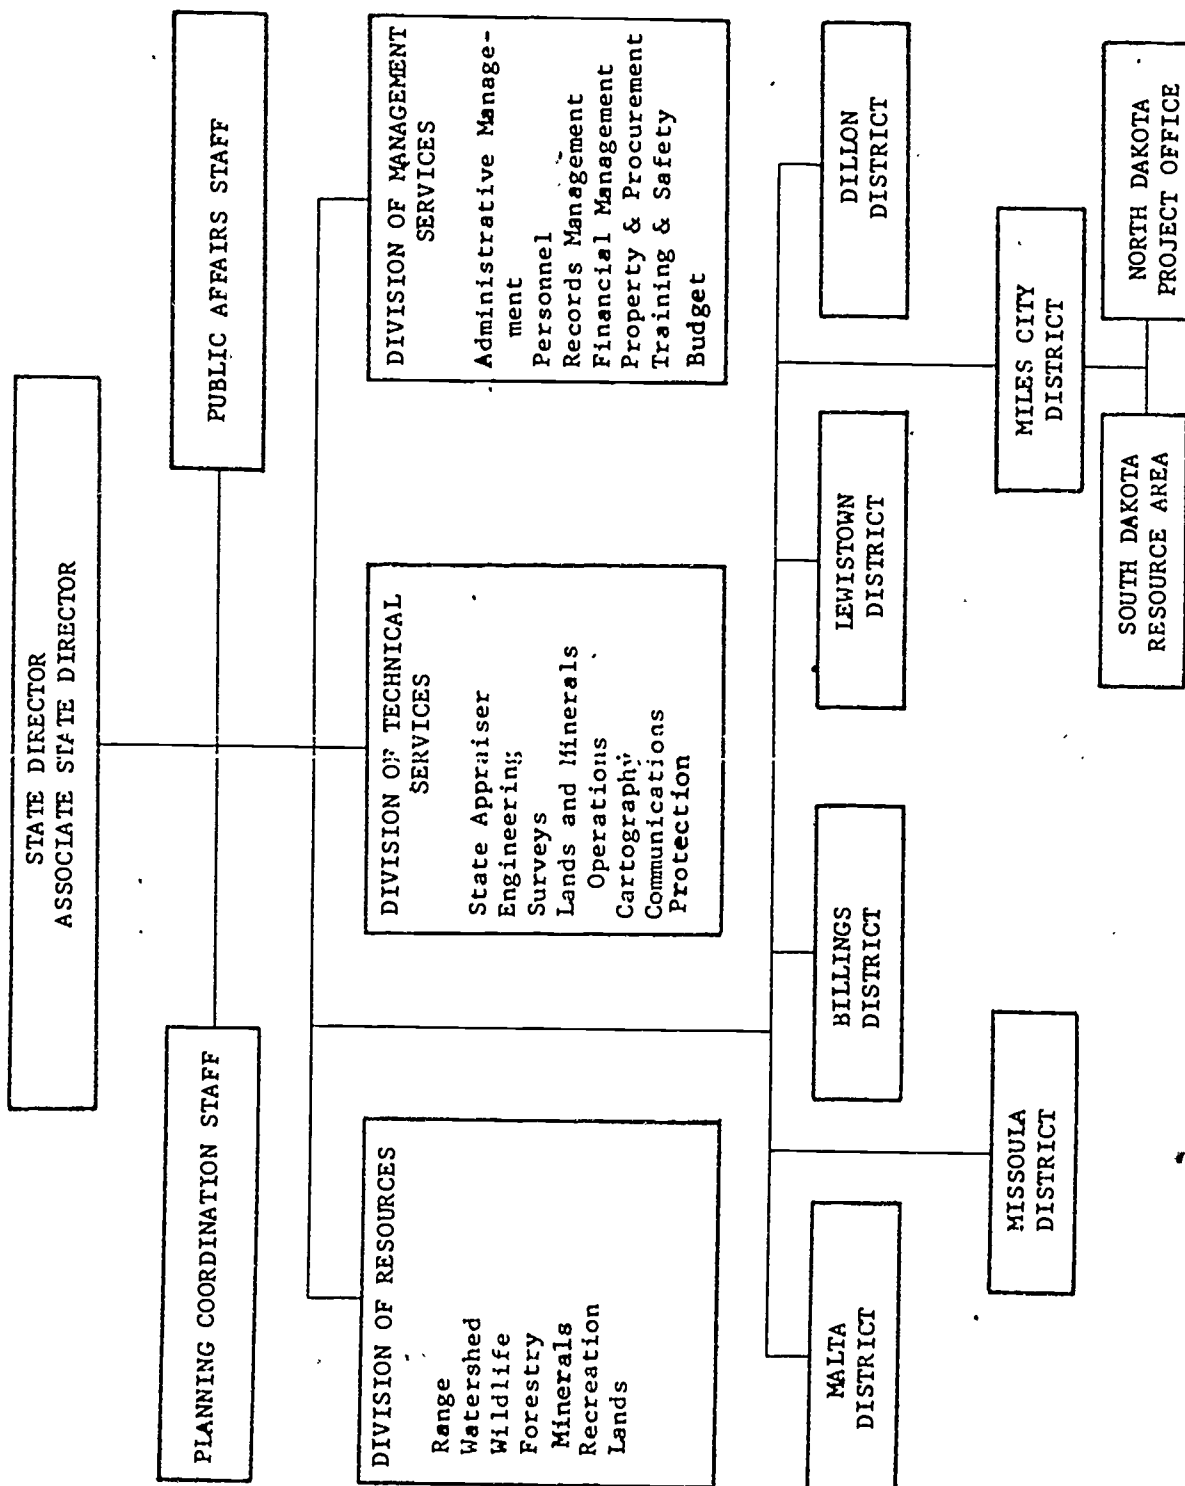 STATE DIRECTOR
ASSOCIATE STATE DIRECTOR
PLANNING COORDINATION STAFF
PUBLIC AFFAIRS STAFF
DIVISION OF RESOURCES
Range
Watershed
Wildlife
Forestry
Minerals
Recreation
Lands
DIVISION OF TECHNICAL
SERVICES
State Appraiser
Engineering
Surveys
Lands and Minerals
Operations
Cartography
Communications
Protection
DIVISION OF MANAGEMENT
SERVICES
Administrative Manage-
ment
Personnel
Records Management
Financial Management
Property & Procurement
Training & Safety
Budget
MALTA
DISTRICT
BILLINGS
DISTRICT
LEWISTOWN
DISTRICT
DILLON
DISTRICT
MISSOULA
DISTRICT
MILES CITY
DISTRICT
SOUTH DAKOTA
RESOURCE AREA
NORTH DAKOTA
PROJECT OFFICE